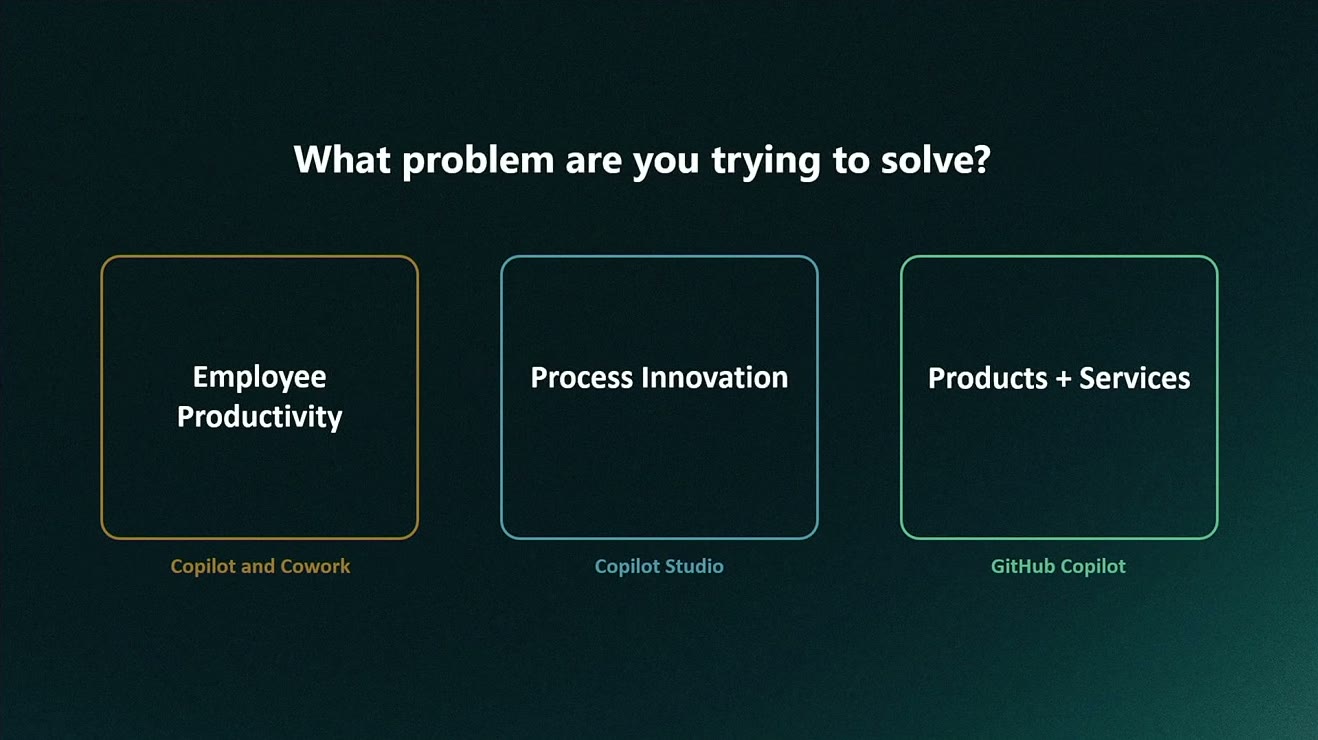 What problem are you trying to solve?
Employee
Productivity
Process Innovation
Products + Services
Copilot and Cowork
Copilot Studio
GitHub Copilot